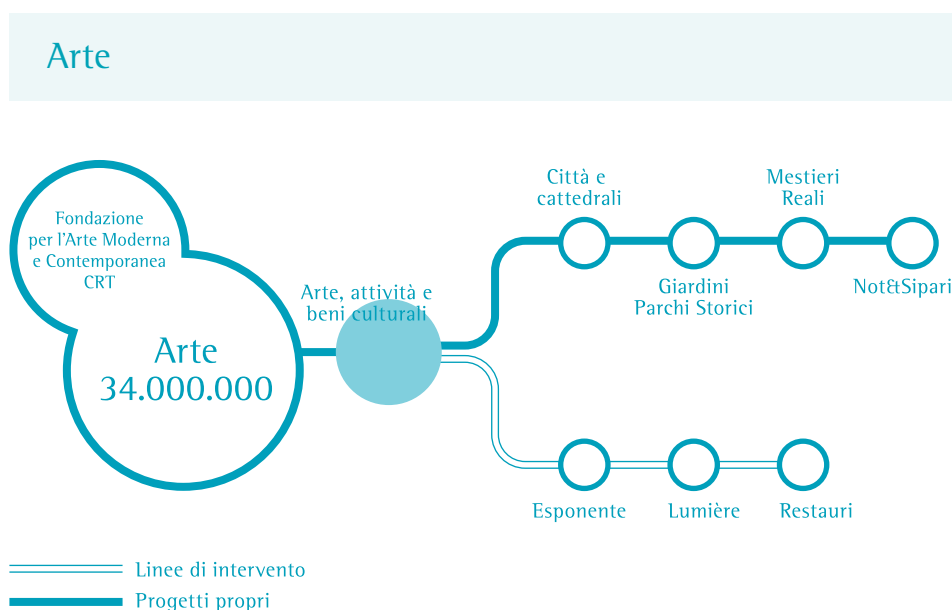 Arte
Fondazione
per l'Arte Moderna
e Contemporanea
CRT
Arte
34.000.000
Arte, attività e
beni culturali
Città e
cattedrali
Giardini
Parchi Storici
Mestieri
Reali
Not&Sipari
Esponente
Lumière
Restauri
Linee di intervento
Progetti propri